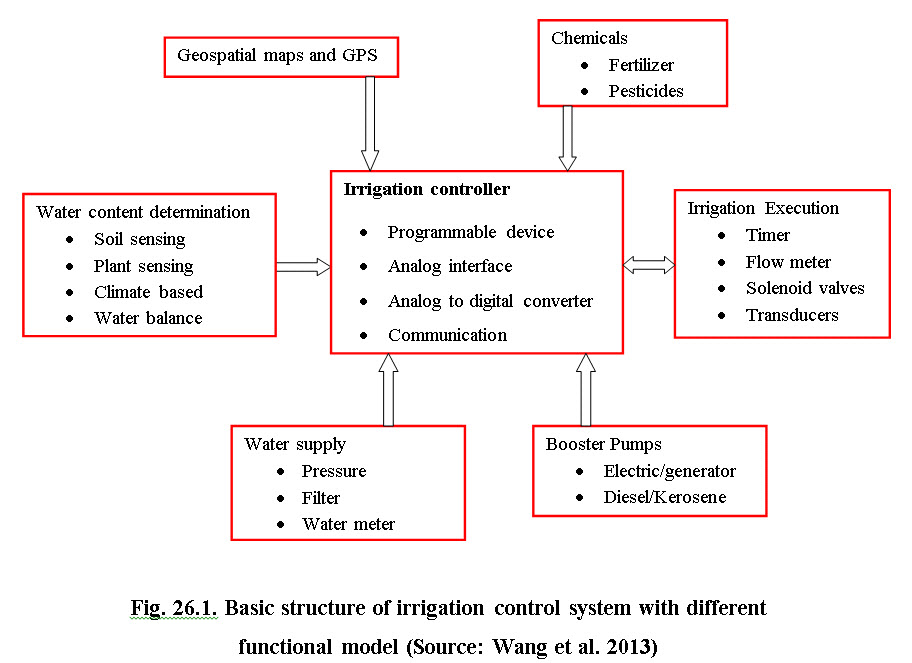 Geospatial maps and GPS
Chemicals
• Fertilizer
• Pesticides
Water content determination
• Soil sensing
• Plant sensing
• Climate based
• Water balance
Irrigation controller
• Programmable device
• Analog interface
• Analog to digital converter
• Communication
Irrigation Execution
• Timer
• Flow meter
• Solenoid valves
• Transducers
Water supply
• Pressure
• Filter
• Water meter
Booster Pumps
• Electric/generator
• Diesel/Kerosene
Fig. 26.1. Basic structure of irrigation control system with different
functional model (Source: Wang et al. 2013)